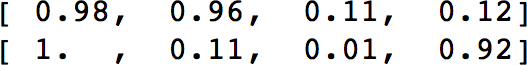 [ 0.98, 0.96, 0.11, 0.12]
[ 1. , 0.11, 0.01, 0.92]